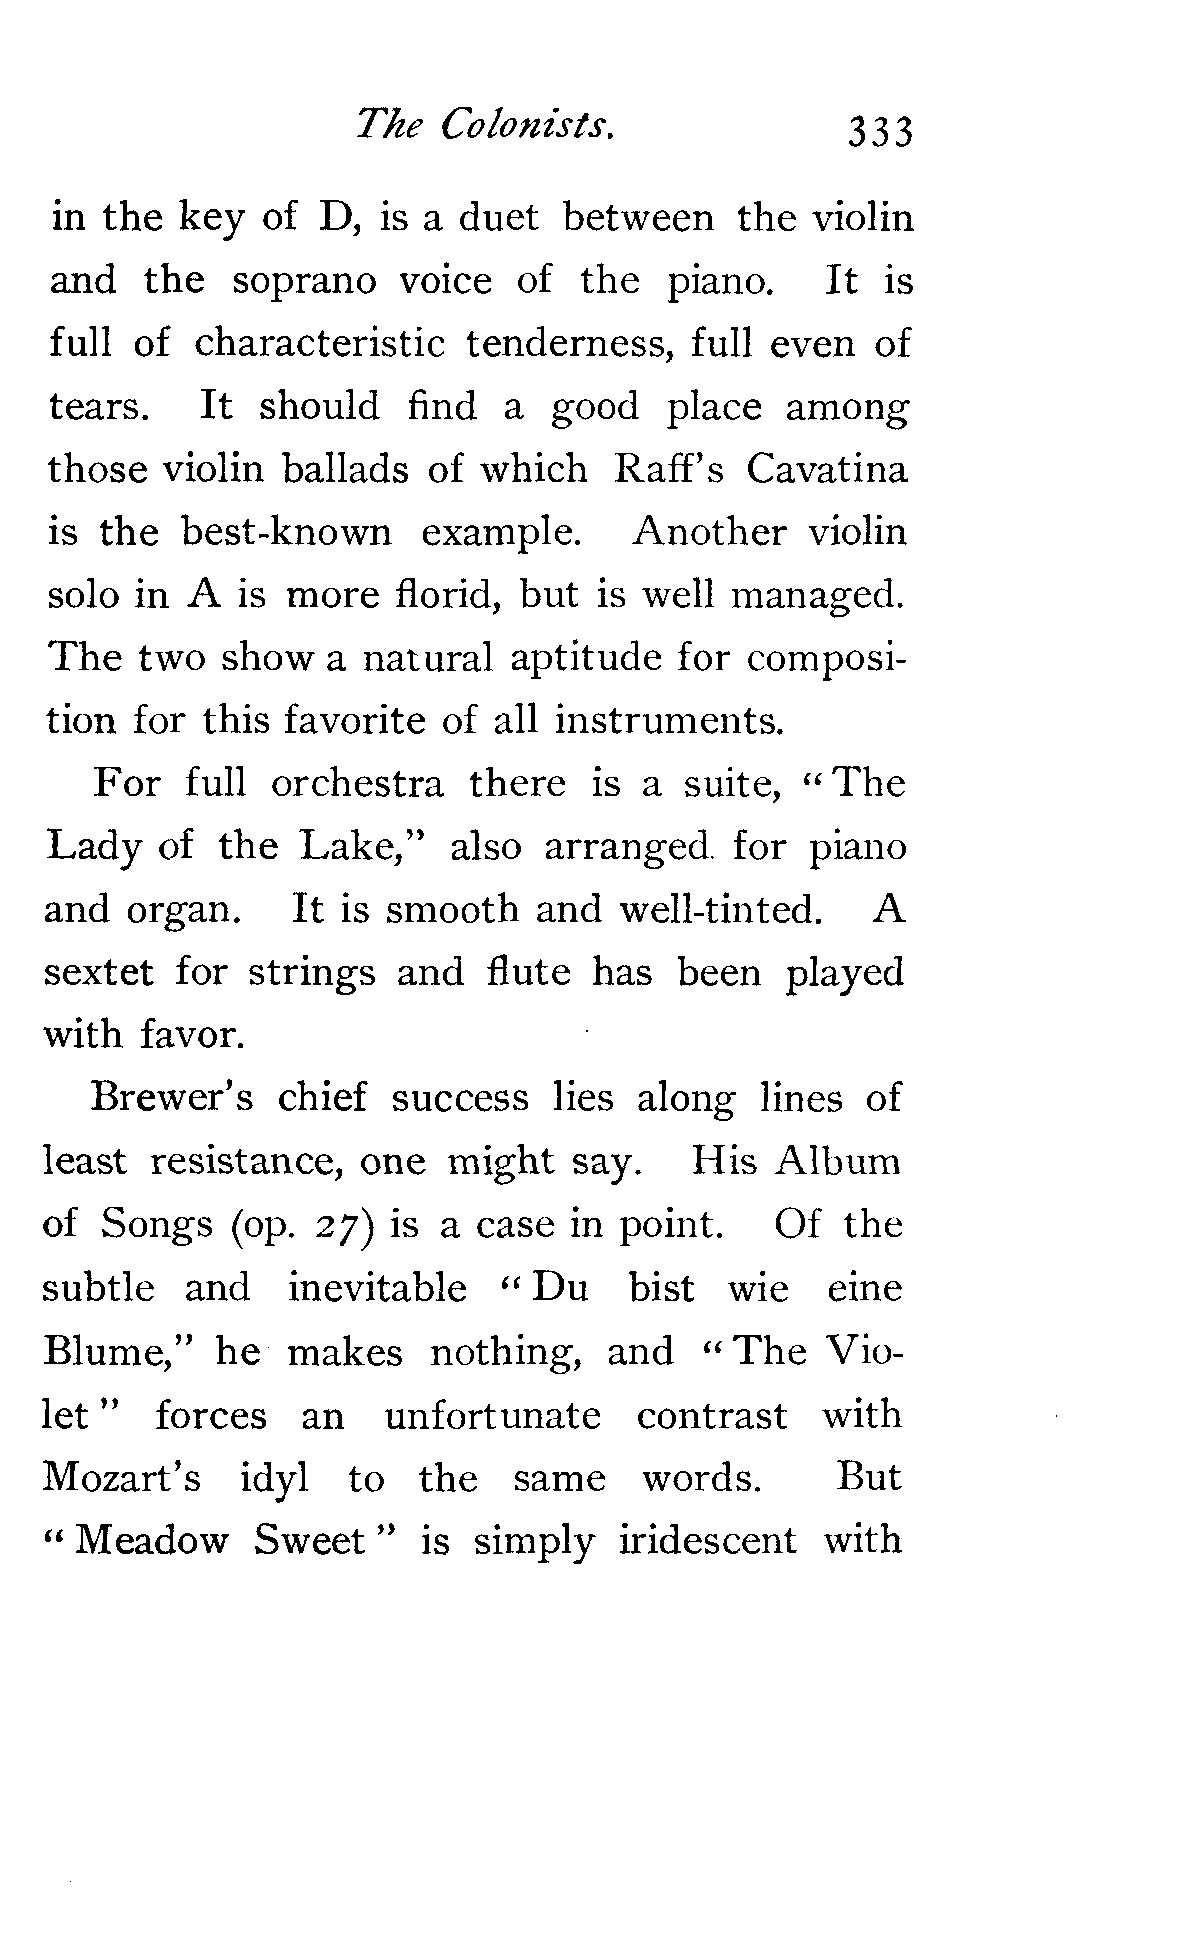 The Colonists. 333
in the key of D, is a duet between the violin
and the soprano voice of the piano. It is
full of characteristic tenderness, full even of
tears. It should find a good place among
those violin ballads of which Raff's Cavatina
is the best-known example. Another violin
solo in A is more florid, but is well managed.
The two show a natural aptitude for composi-
tion for this favorite of all instruments.
For full orchestra there is a suite, “The
Lady of the Lake,” also arranged for piano
and organ. It is smooth and well-tinted. A
sextet for strings and flute has been played
with favor.
Brewer's chief success lies along lines of
least resistance, one might say. His Album
of Songs (op. 27) is a case in point. Of the
subtle and inevitable “Du bist wie eine
Blume,” he makes nothing, and “The Vio-
let” forces an unfortunate contrast with
Mozart's idyl to the same words. But
“Meadow Sweet” is simply iridescent with